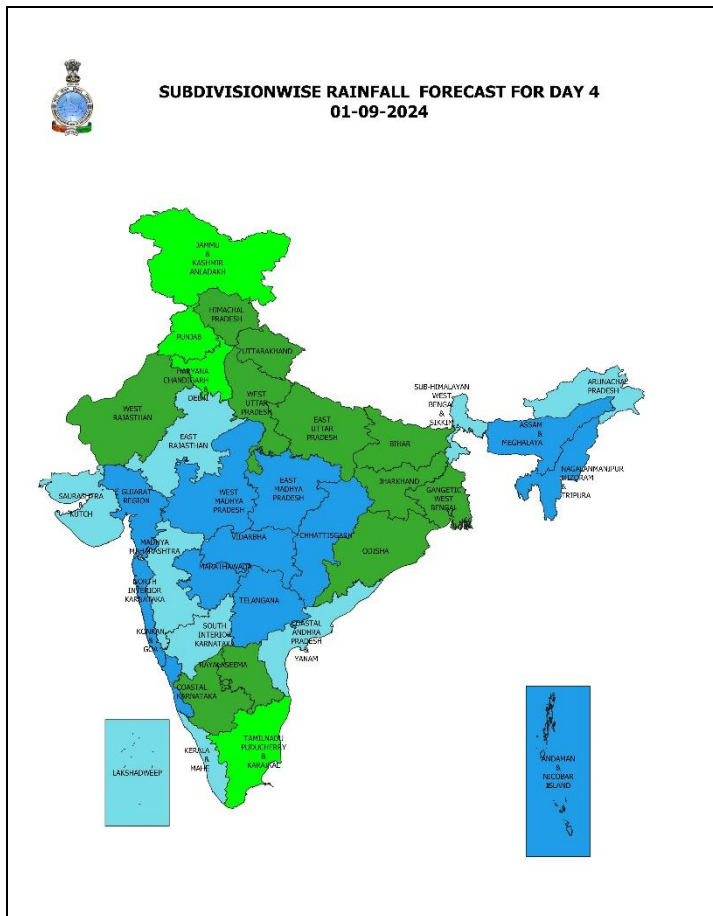 SUBDIVISIONWISE RAINFALL FORECAST FOR DAY 4
01-09-2024
JAMMU
&
KASHMIR
ANLADAKH
HIMACHAL
PRADESH
PUNJAB
UTTARAKHAND
HARYANA
CHANDIGARH &
DELHI
WEST
UTTAR
PRADESH
WEST
RAJASTHAN
EAST
RAJASTHAN
EAST
UTTAR
PRADESH
BIHAR
SUB-HIMALAYAN
WEST
BENGAL
&
SIKKIM
ARUNACHAL
PRADESH
ASSAM
&
MEGHALAYA
NAGALANMANJPUR
MIZORAM
&
TRIPURA
SAURASHTRA
&
KUTCH
GUJARAT
REGION
WEST
MADHYA
PRADESH
EAST
MADHYA
PRADESH
JHARKHAND
GANGETIC
WEST
BENGAL
CHHATTISGARH
ODISHA
MADHYA
MAHARASHTRA
VIDARBHA
MARATHAWADA
NORTH
INTERIOR
KARNATAKA
TELANGANA
KONKAN
&
GOA
SOUTH
INTERIOR
KARNATAKA
COASTAL
ANDHRA
PRADESH
&
YANAM
RAYALASEEMA
COASTAL
KARNATAKA
KERALA
&
MAHE
TAMILNADU
PUDUCHERRY
&
KARAIKAL
LAKSHADWEEP
ANDAMAN
&
NICOBAR
ISLAND